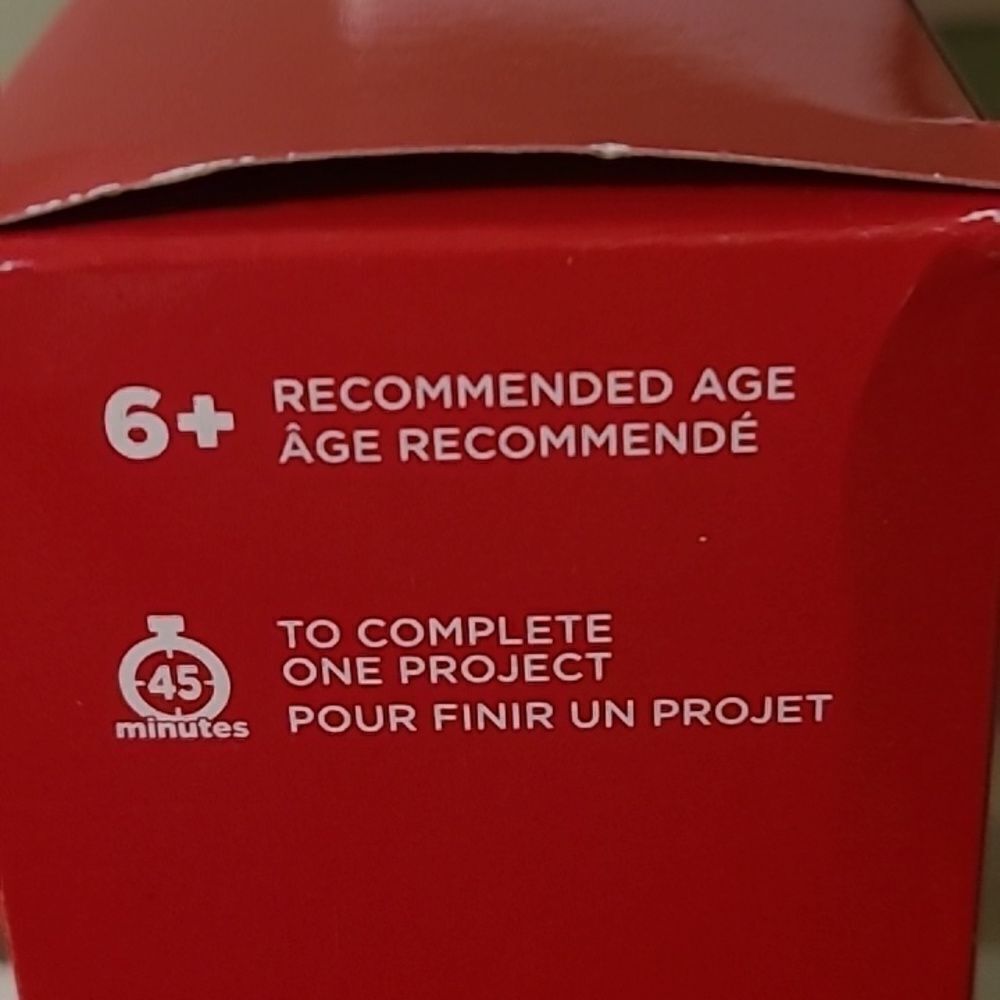 6+ RECOMMENDED AGE
ÂGE RECOMMENDÉ
TO COMPLETE
45 ONE PROJECT
minutes POUR FINIR UN PROJET